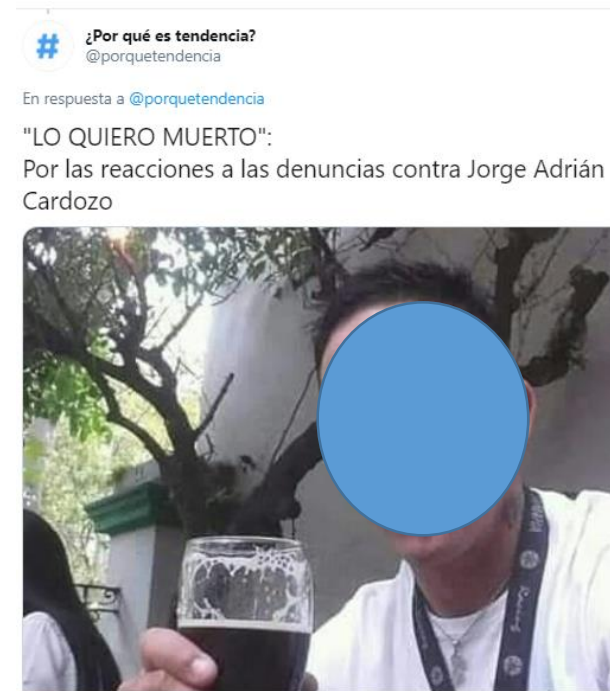 ¿Por qué es tendencia?
@porquetendencia
En respuesta a @porquetendencia
"LO QUIERO MUERTO":
Por las reacciones a las denuncias contra Jorge Adrián
Cardozo